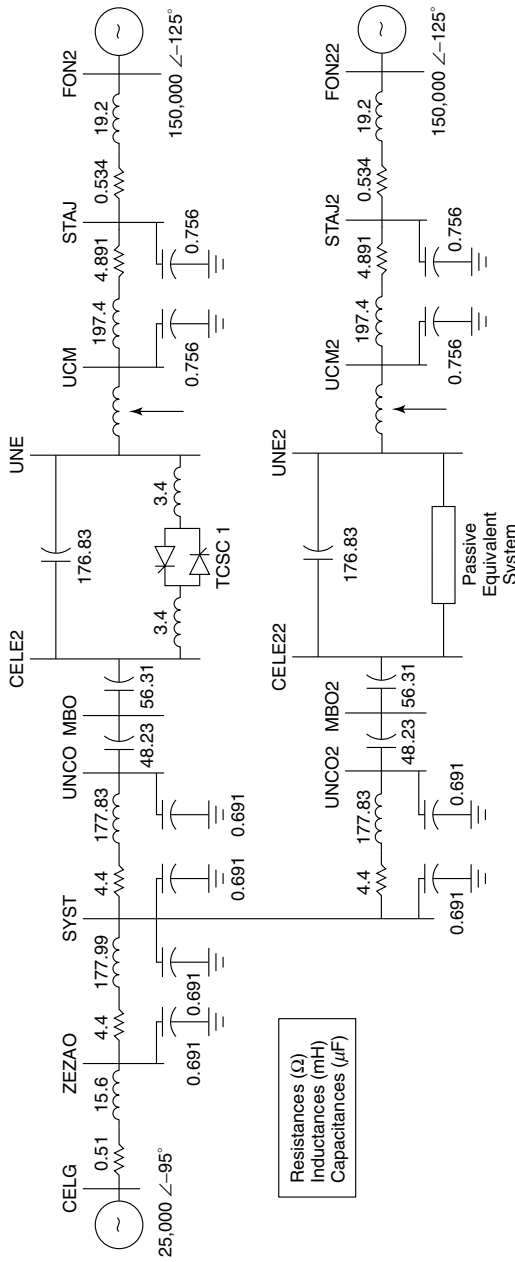 CELG
ZEZAO
SYST
UNCO
MBO
CELE2
UNE
UCM
STAJ
FON2
0.51
15.6
4.4
177.99
4.4
177.83
48.23
56.31
176.83
3.4
3.4
TCSC 1
197.4
4.891
0.534
19.2
~
~
25,000 ∠–95°
150,000 ∠–125°
0.691
0.691
0.691
0.691
0.756
0.756
UNCO2
MBO2
CELE22
UNE2
UCM2
STAJ2
FON22
4.4
177.83
48.23
56.31
176.83
Passive
Equivalent
System
197.4
4.891
0.534
19.2
~
150,000 ∠–125°
0.691
0.691
0.756
0.756
Resistances (Ω)
Inductances (mH)
Capacitances (μF)